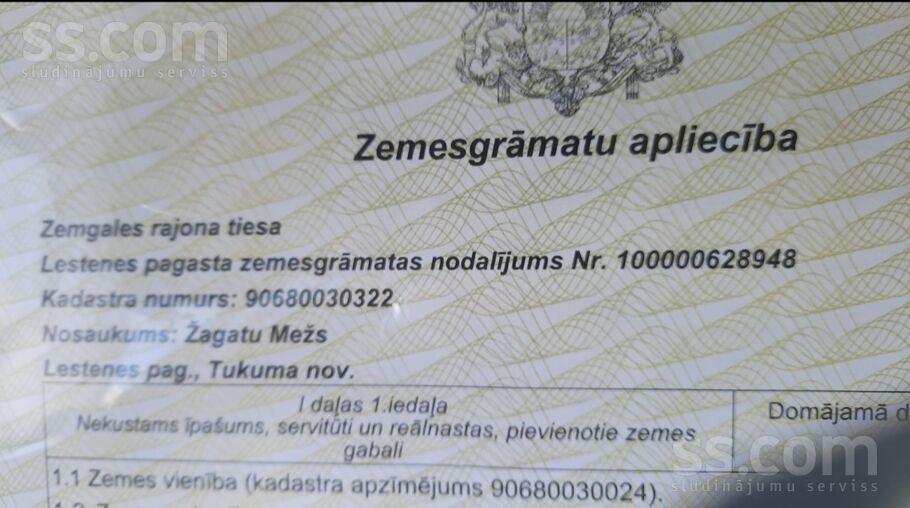 ss.com
sludinājumu serviss
Zemesgrāmatu apliecība
Zemgales rajona tiesa
Lestenes pagasta zemesgrāmatas nodalījums Nr. 100000628948
Kadastra numurs: 90680030322
Nosaukums: Žagatu Mežs
Lestenes pag., Tukuma nov.
I daļas 1.iedaļa
Nekustams īpašums, servitūti un reālnastas, pievienotie zemes
gabali
Domājamā d
1.1 Zemes vienība (kadastra apzīmējums 90680030024).
ss.com
sludinājumu serviss